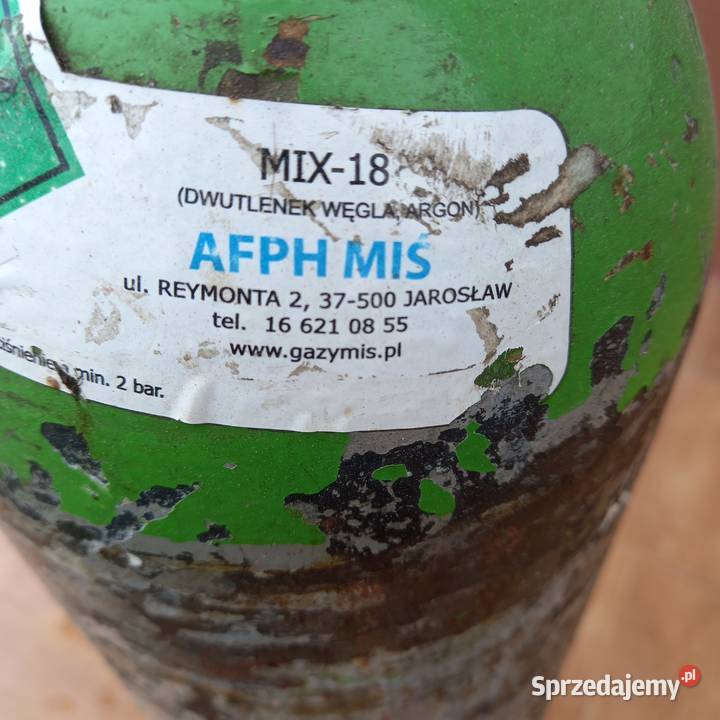 MIX-18
(DWUTLENEK WĘGLA, ARGON)
AFPH MIŚ
ul. REYMONTA 2, 37-500 JAROSŁAW
tel. 16 621 08 55
www.gazymis.pl
min. 2 bar.
Sprzedajemy.pl